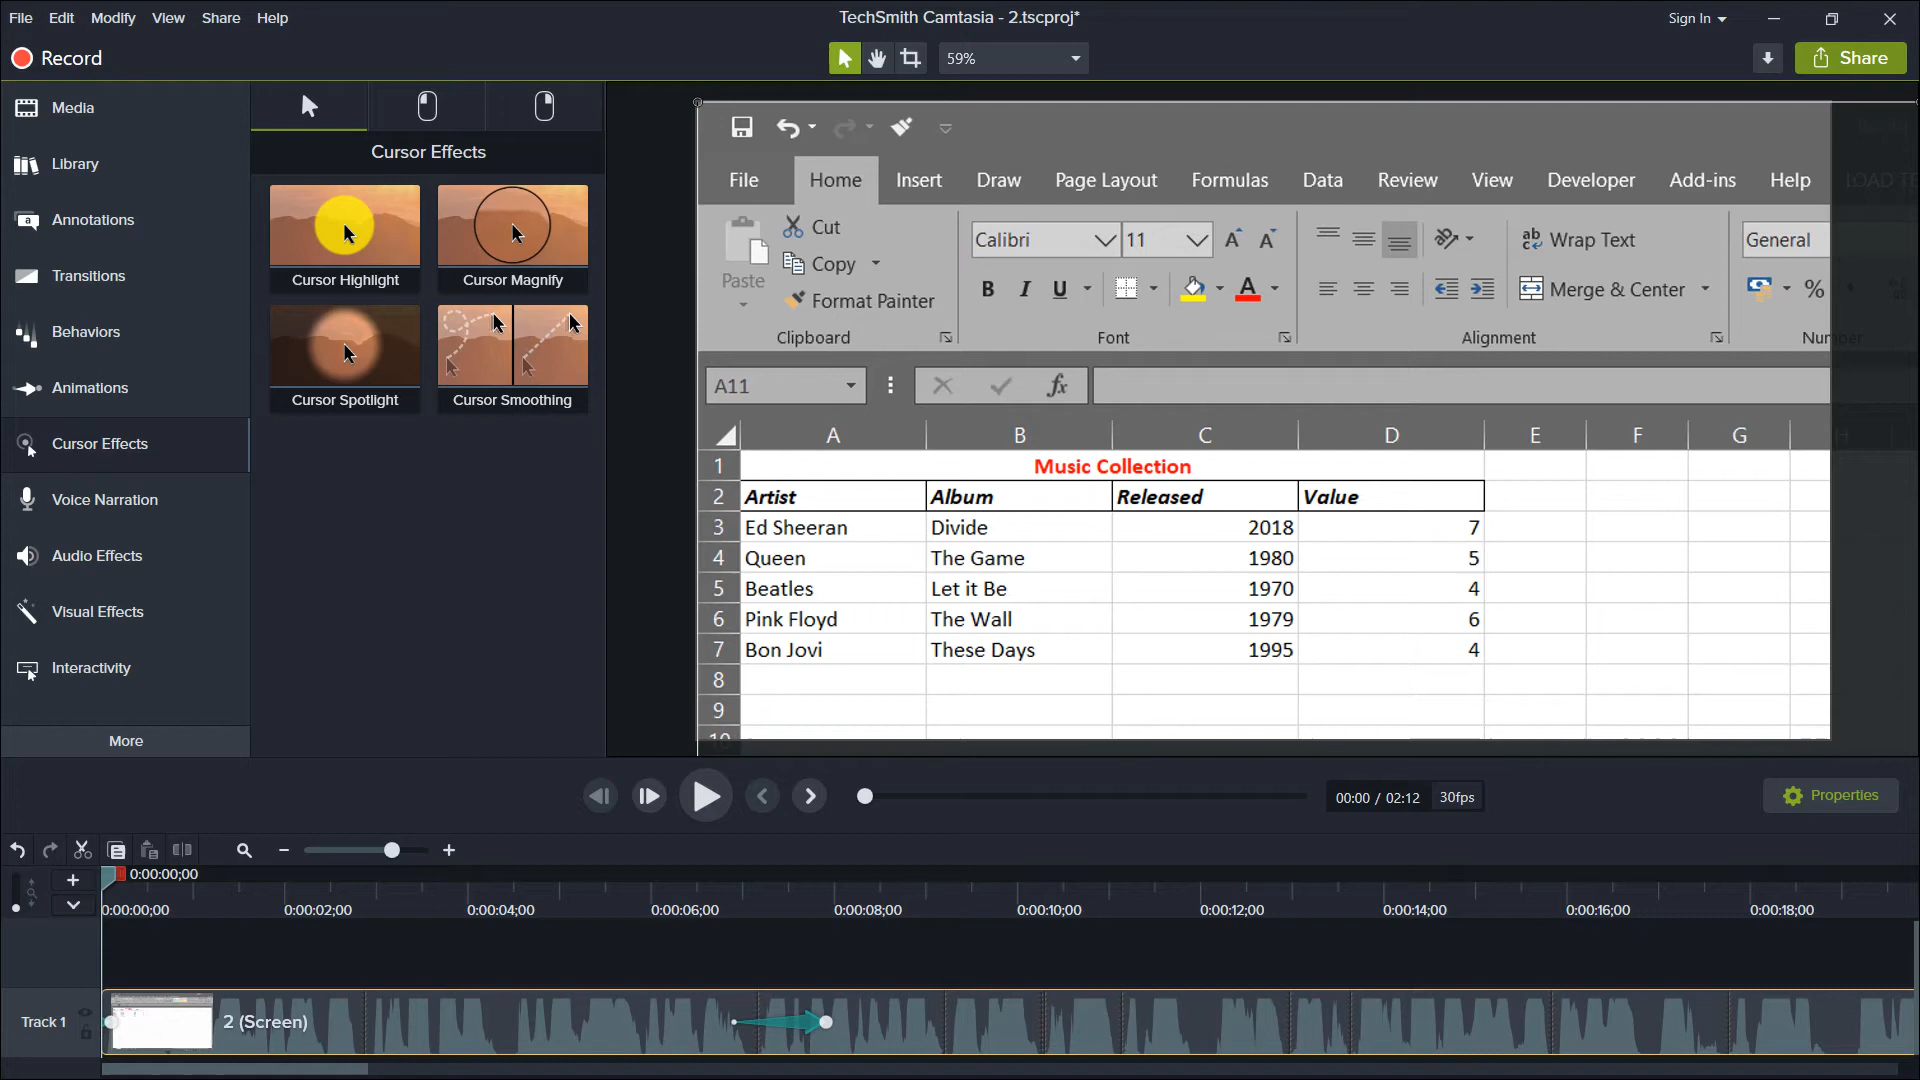 File Edit Modify View Share Help
TechSmith Camtasia - 2.tscproj*
Sign In
Record
59%
Share
Media
Library
Annotations
Transitions
Behaviors
Animations
Cursor Effects
Voice Narration
Audio Effects
Visual Effects
Interactivity
More
Cursor Effects
Cursor Highlight
Cursor Magnify
Cursor Spotlight
Cursor Smoothing
File Home Insert Draw Page Layout Formulas Data Review View Developer Add-ins Help LOAD TE
Paste
Cut
Copy
Format Painter
Clipboard
Calibri 11
B I U A
Font
Wrap Text
Merge & Center
Alignment
General
%
A11
fx
A B C D E F G H
1 Music Collection
2 Artist Album Released Value
3 Ed Sheeran Divide 2018 7
4 Queen The Game 1980 5
5 Beatles Let it Be 1970 4
6 Pink Floyd The Wall 1979 6
7 Bon Jovi These Days 1995 4
8
9
10
00:00 / 02:12 30fps
Properties
0:00:00;00
0:00:00;00 0:00:02;00 0:00:04;00 0:00:06;00 0:00:08;00 0:00:10;00 0:00:12;00 0:00:14;00 0:00:16;00 0:00:18;00
Track 1
2 (Screen)